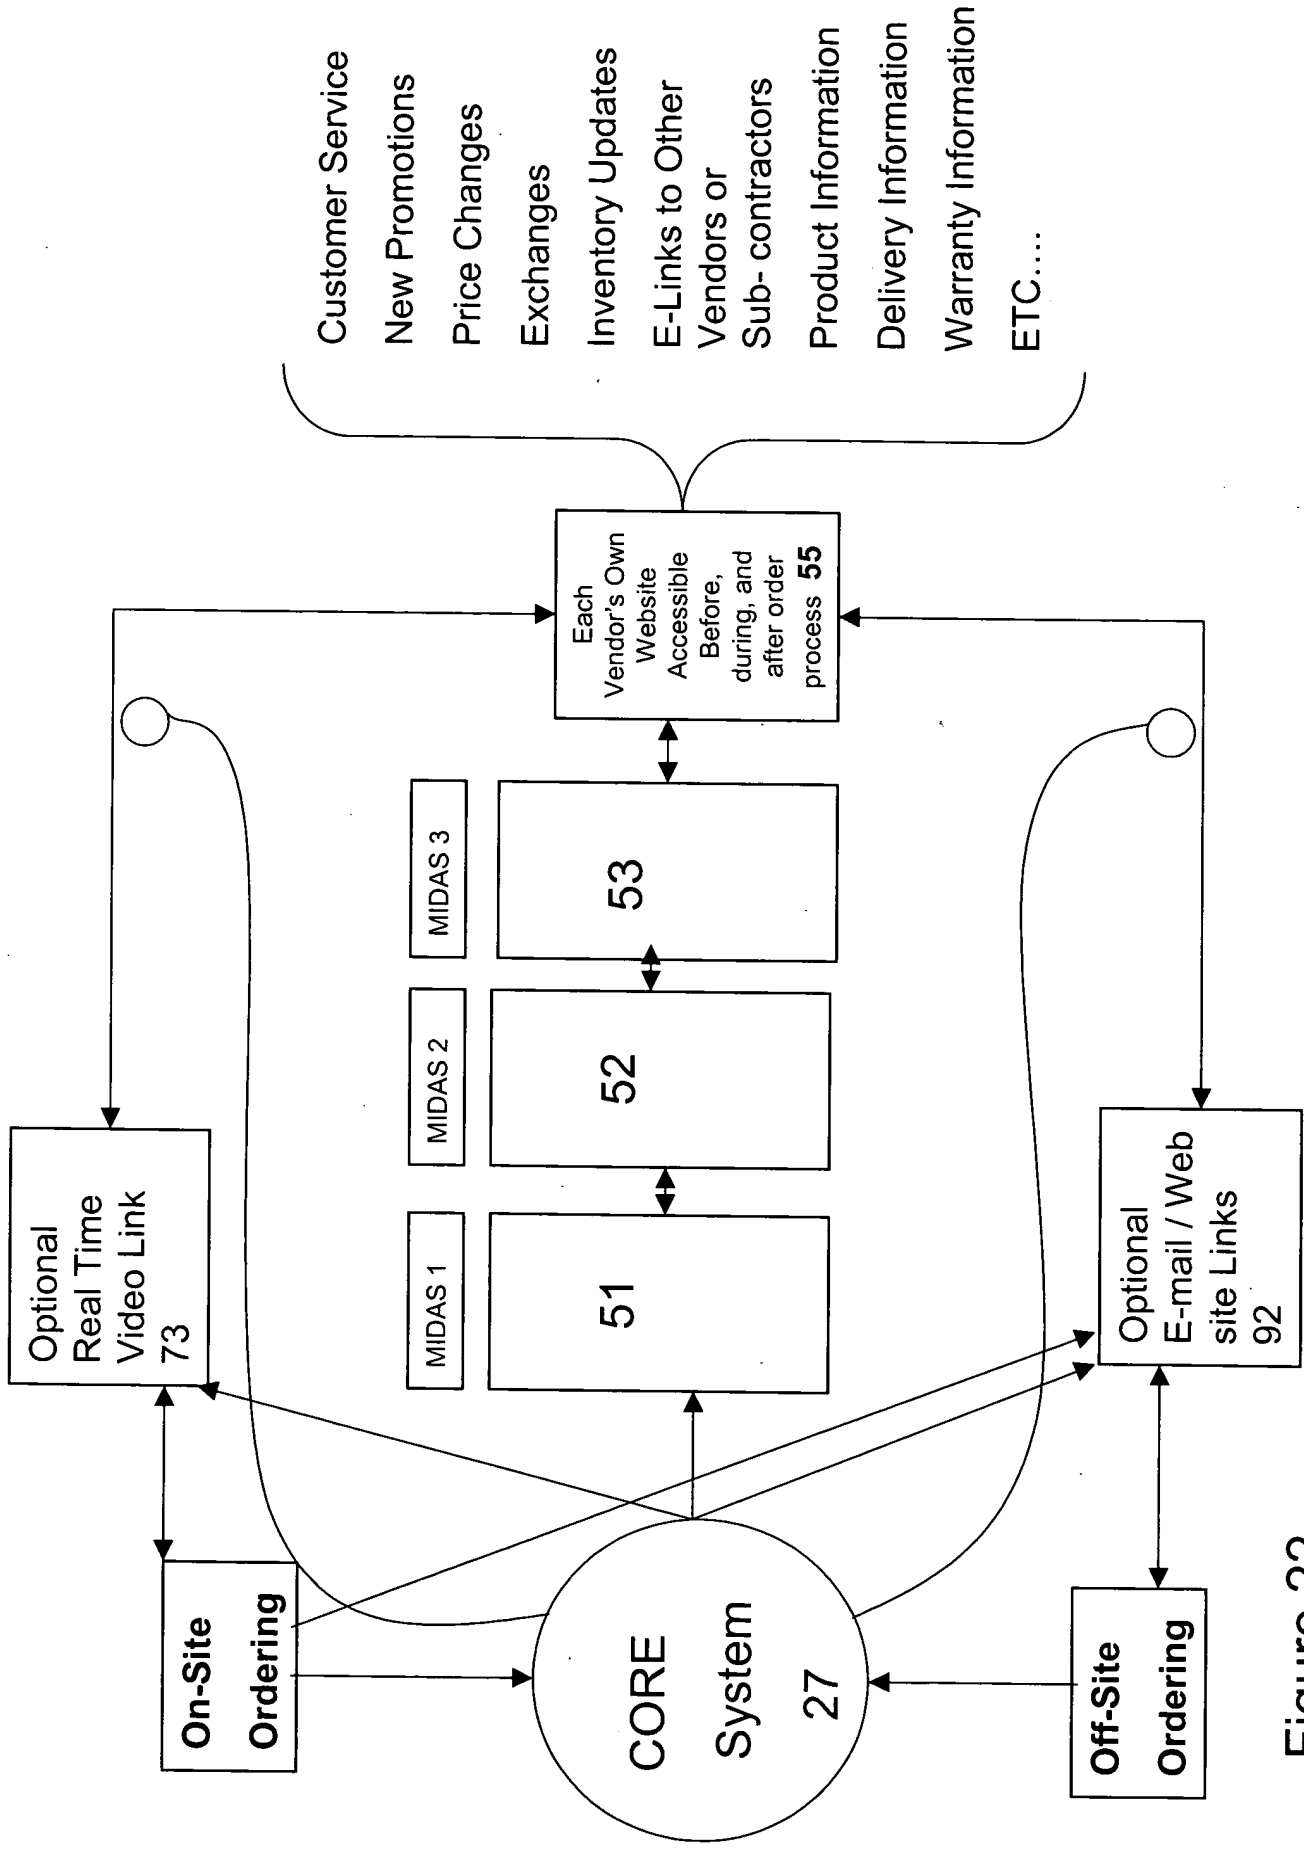 On-Site
Ordering
Optional
Real Time
Video Link
73
CORE
System
27
MIDAS 1
51
MIDAS 2
52
MIDAS 3
53
Each
Vendor's Own
Website
Accessible
Before,
during, and
after order
process 55
Customer Service
New Promotions
Price Changes
Exchanges
Inventory Updates
E-Links to Other
Vendors or
Sub- contractors
Product Information
Delivery Information
Warranty Information
ETC....
Off-Site
Ordering
Optional
E-mail / Web
site Links
92
Figure 22